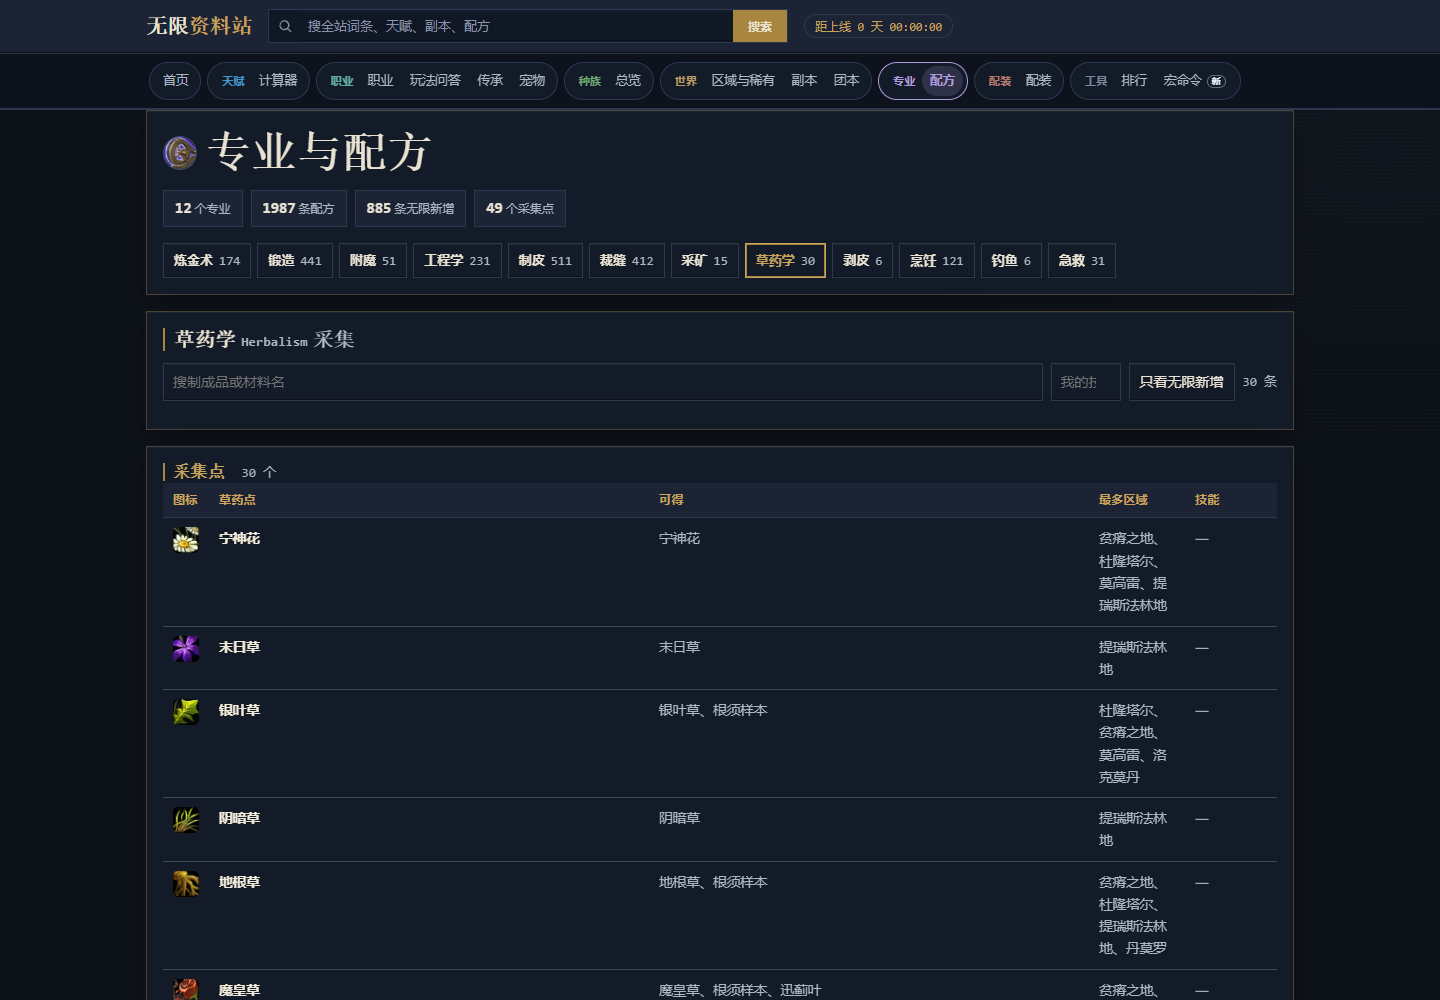 无限资料站 搜全站词条、天赋、副本、配方 搜索 距上线 0 天 00:00:00
首页 天赋 计算器 职业 职业 玩法问答 传承 宠物 种族 总览 世界 区域与稀有 副本 团本 专业 配方 配装 配装 工具 排行 宏命令 新
专业与配方
12 个专业 1987 条配方 885 条无限新增 49 个采集点
炼金术 174 锻造 441 附魔 51 工程学 231 制皮 511 裁缝 412 采矿 15 草药学 30 剥皮 6 烹饪 121 钓鱼 6 急救 31
草药学 Herbalism 采集
搜制成品或材料名 我的 只看无限新增 30 条
采集点 30 个
图标 草药点 可得 最多区域 技能
宁神花 宁神花 贫瘠之地、 —
杜隆塔尔、
莫高雷、提
瑞斯法林地
末日草 末日草 提瑞斯法林 —
地
银叶草 银叶草、根须样本 杜隆塔尔、 —
贫瘠之地、
莫高雷、洛
克莫丹
阴暗草 阴暗草 提瑞斯法林 —
地
地根草 地根草、根须样本 贫瘠之地、 —
杜隆塔尔、
提瑞斯法林
地、丹莫罗
魔皇草 魔皇草、根须样本、迅蓟叶 贫瘠之地、 —